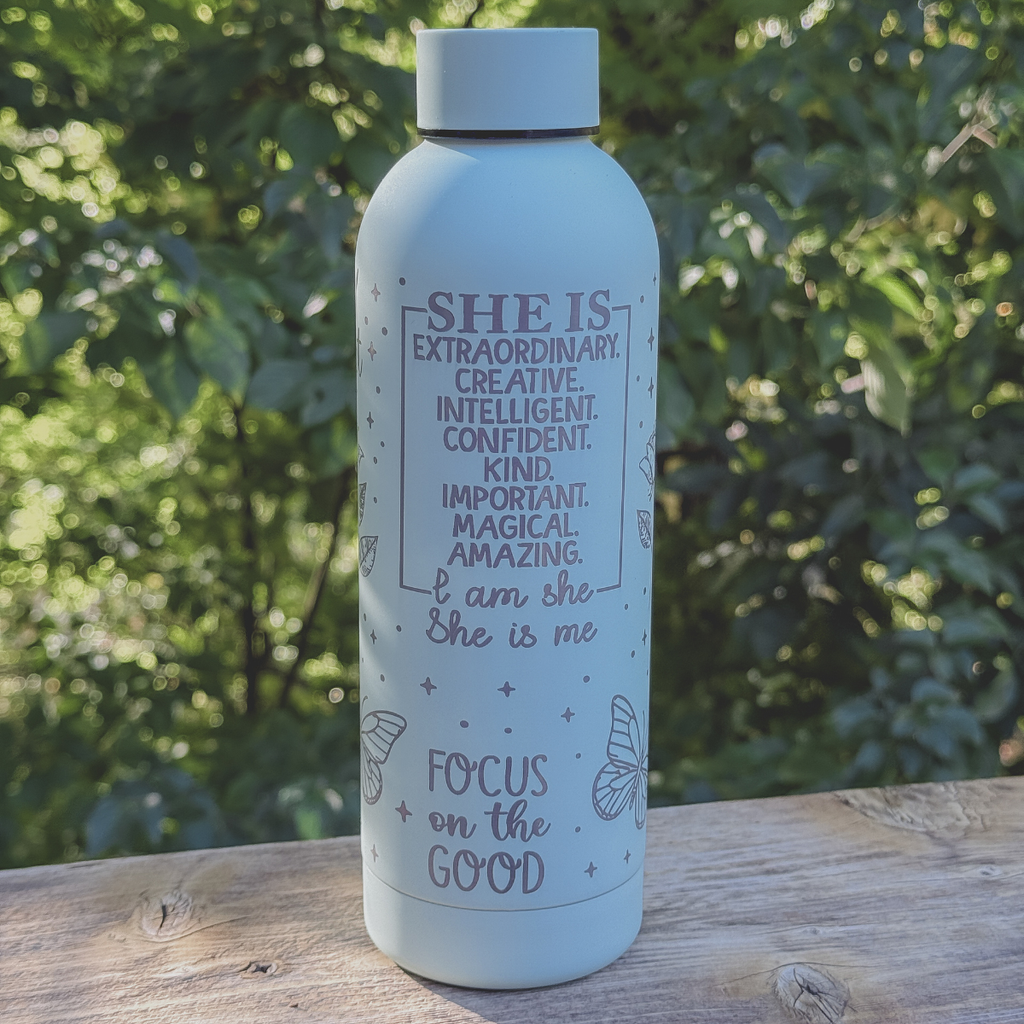 SHE IS
EXTRAORDINARY.
CREATIVE.
INTELLIGENT.
CONFIDENT.
KIND.
IMPORTANT.
MAGICAL.
AMAZING.
I am she
She is me
FOCUS
on the
GOOD